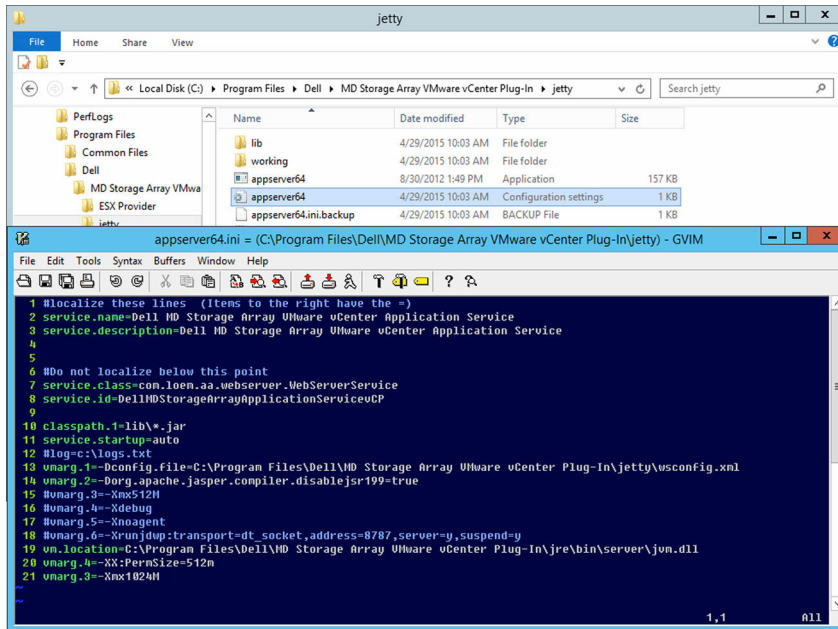 jetty
File Home Share View
« Local Disk (C:) ▸ Program Files ▸ Dell ▸ MD Storage Array VMware vCenter Plug-In ▸ jetty
Search jetty
PerfLogs
Program Files
Common Files
Dell
MD Storage Array VMwa
ESX Provider
jetty
Name Date modified Type Size
lib 4/29/2015 10:03 AM File folder
working 4/29/2015 10:03 AM File folder
appserver64 8/30/2012 1:49 PM Application 157 KB
appserver64 4/29/2015 10:03 AM Configuration settings 1 KB
appserver64.ini.backup 4/29/2015 10:03 AM BACKUP File 1 KB
appserver64.ini = (C:\Program Files\Dell\MD Storage Array VMware vCenter Plug-In\jetty) - GVIM
File Edit Tools Syntax Buffers Window Help
1 #localize these lines (Items to the right have the =)
2 service.name=Dell MD Storage Array VMware vCenter Application Service
3 service.description=Dell MD Storage Array VMware vCenter Application Service
4
5
6 #Do not localize below this point
7 service.class=com.loem.aa.webserver.WebServerService
8 service.id=DellMDStorageArrayApplicationServicevCP
9
10 classpath.1=lib\*.jar
11 service.startup=auto
12 #log=c:\logs.txt
13 vmarg.1=-Dconfig.file=C:\Program Files\Dell\MD Storage Array VMware vCenter Plug-In\jetty\wsconfig.xml
14 vmarg.2=-Dorg.apache.jasper.compiler.disablejsr199=true
15 #vmarg.3=-Xmx512M
16 #vmarg.4=-Xdebug
17 #vmarg.5=-Xnoagent
18 #vmarg.6=-Xrunjdwp:transport=dt_socket,address=8787,server=y,suspend=y
19 vm.location=C:\Program Files\Dell\MD Storage Array VMware vCenter Plug-In\jre\bin\server\jvm.dll
20 vmarg.4=-XX:PermSize=512m
21 vmarg.3=-Xmx1024M
~
~
1,1 All